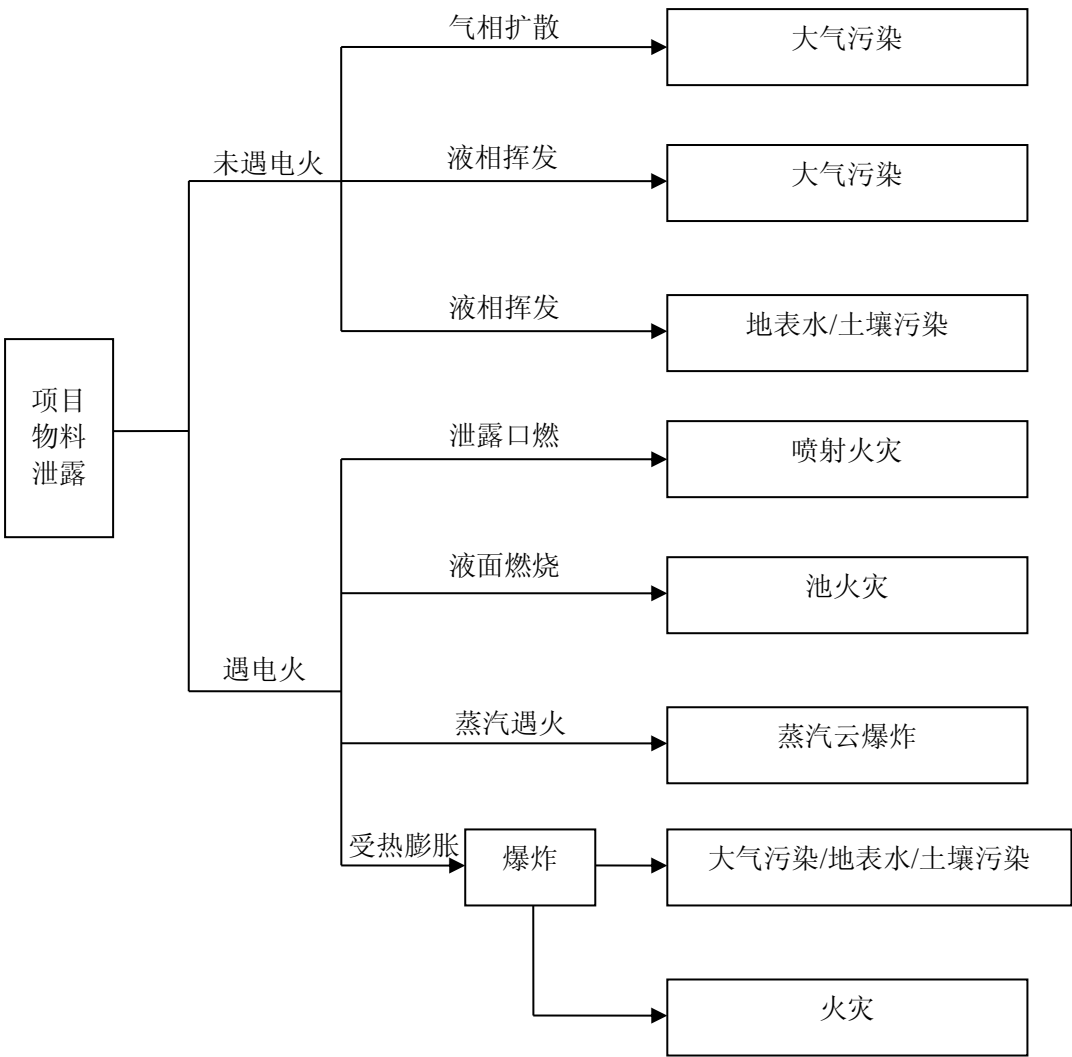 气相扩散
大气污染
未遇电火
液相挥发
大气污染
液相挥发
地表水/土壤污染
项目
物料
泄露
泄露口燃
喷射火灾
液面燃烧
池火灾
遇电火
蒸汽遇火
蒸汽云爆炸
受热膨胀
爆炸
大气污染/地表水/土壤污染
火灾